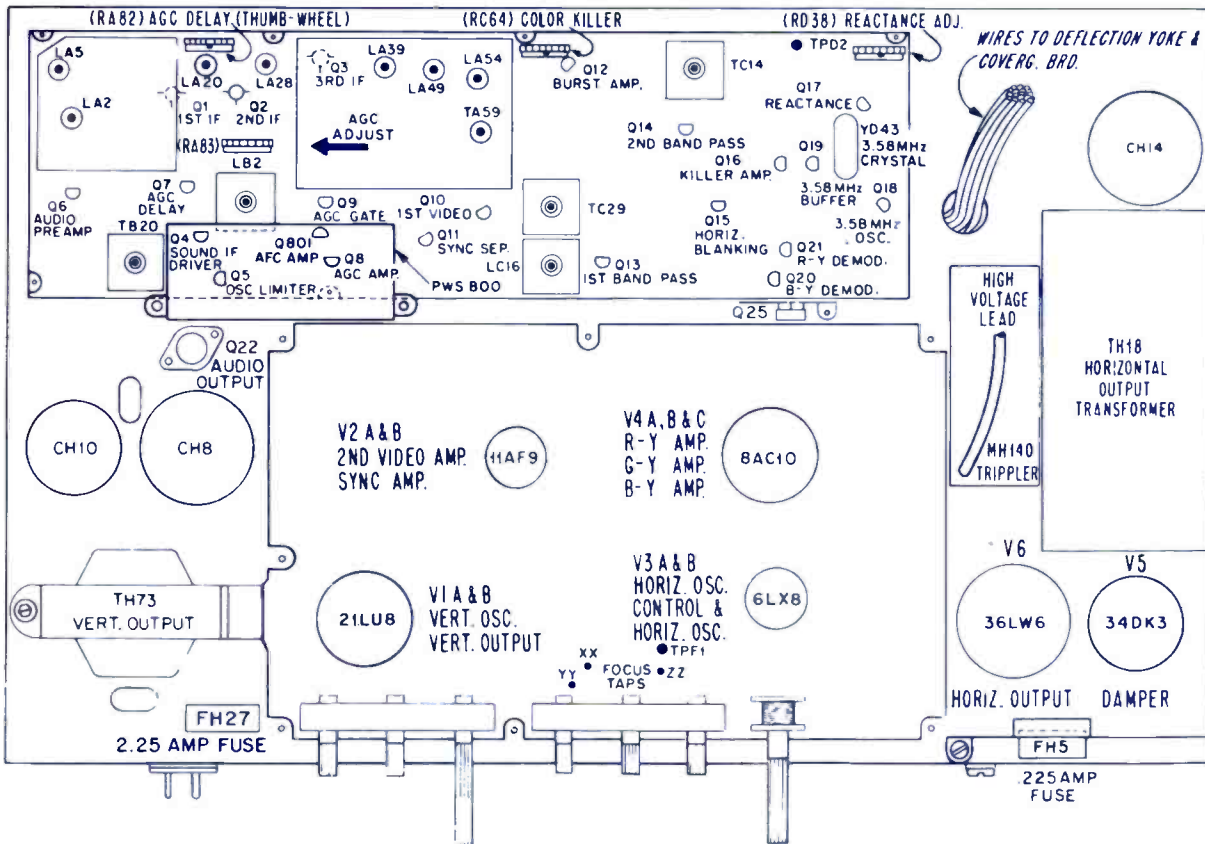 (RA82) AGC DELAY (THUMB-WHEEL)
(RC64) COLOR KILLER
(RD38) REACTANCE ADJ.
WIRES TO DEFLECTION YOKE &
COVERG. BRD.
LA5
LA2
LA20
LA28
Q1
1ST IF
Q2
2ND IF
Q3
3RD IF
LA39
LA49
LA54
TA59
AGC
ADJUST
(RA83)
LB2
Q12
BURST AMP.
TC14
TPD2
Q17
REACTANCE
YD43
3.58MHz
CRYSTAL
CH14
Q14
2ND BAND PASS
Q16
KILLER AMP.
Q19
3.58 MHz
BUFFER
Q18
3.58MHz
OSC.
Q6
AUDIO
PREAMP
Q7
AGC
DELAY
TB20
Q4
SOUND IF
DRIVER
Q5
OSC LIMITER
Q9
AGC GATE
Q801
AFC AMP
Q8
AGC AMP.
Q10
1ST VIDEO
Q11
SYNC SEP.
PWS 800
TC29
LC16
Q13
1ST BAND PASS
Q15
HORIZ.
BLANKING
Q21
R-Y DEMOD.
Q20
B-Y DEMOD.
Q25
HIGH
VOLTAGE
LEAD
MH140
TRIPPLER
TH18
HORIZONTAL
OUTPUT
TRANSFORMER
Q22
AUDIO
OUTPUT
CH10
CH8
V2 A & B
2ND VIDEO AMP.
SYNC AMP.
11AF9
V4A, B & C
R-Y AMP.
G-Y AMP.
B-Y AMP.
8AC10
TH73
VERT. OUTPUT
21LU8
V1 A & B
VERT. OSC.
VERT. OUTPUT
V3 A & B
HORIZ. OSC.
CONTROL &
HORIZ. OSC.
6LX8
TPF1
XX
YY
FOCUS
TAPS
ZZ
V6
36LW6
HORIZ. OUTPUT
V5
34DK3
DAMPER
FH27
2.25 AMP FUSE
FH5
.225AMP
FUSE